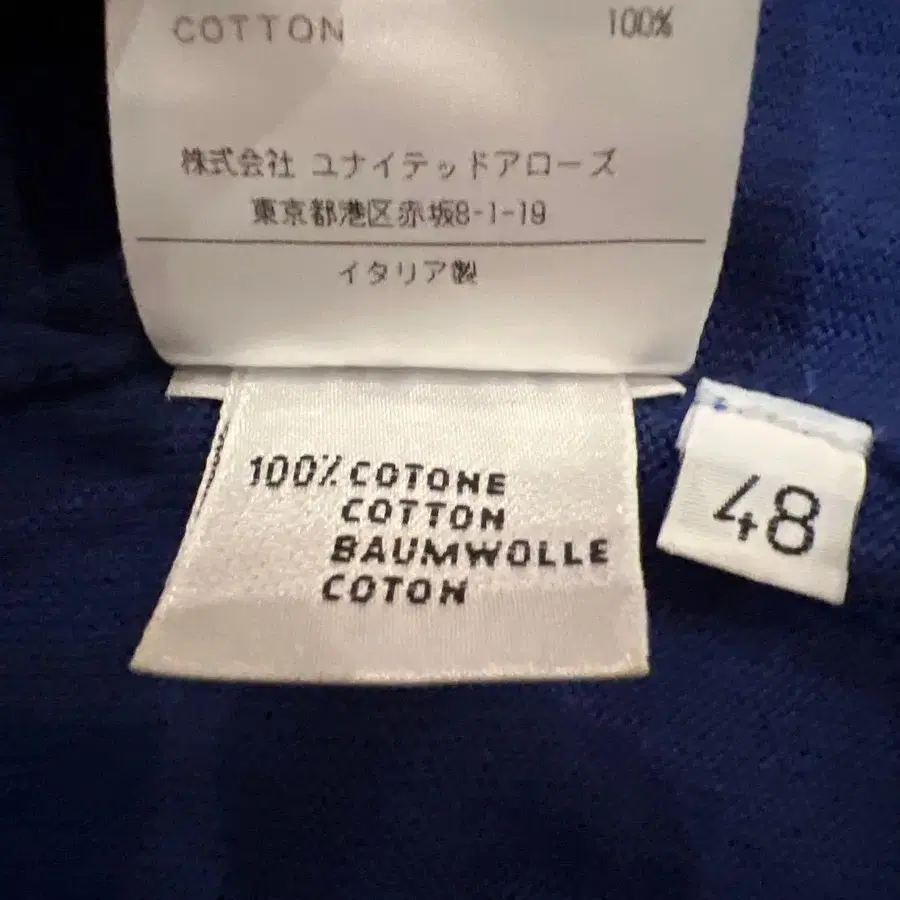 COTTON 100%
株式会社 ユナイテッドアローズ
東京都港区赤坂8-1-19
イタリア製
100% COTONE
COTTON
BAUMWOLLE
COTON
48